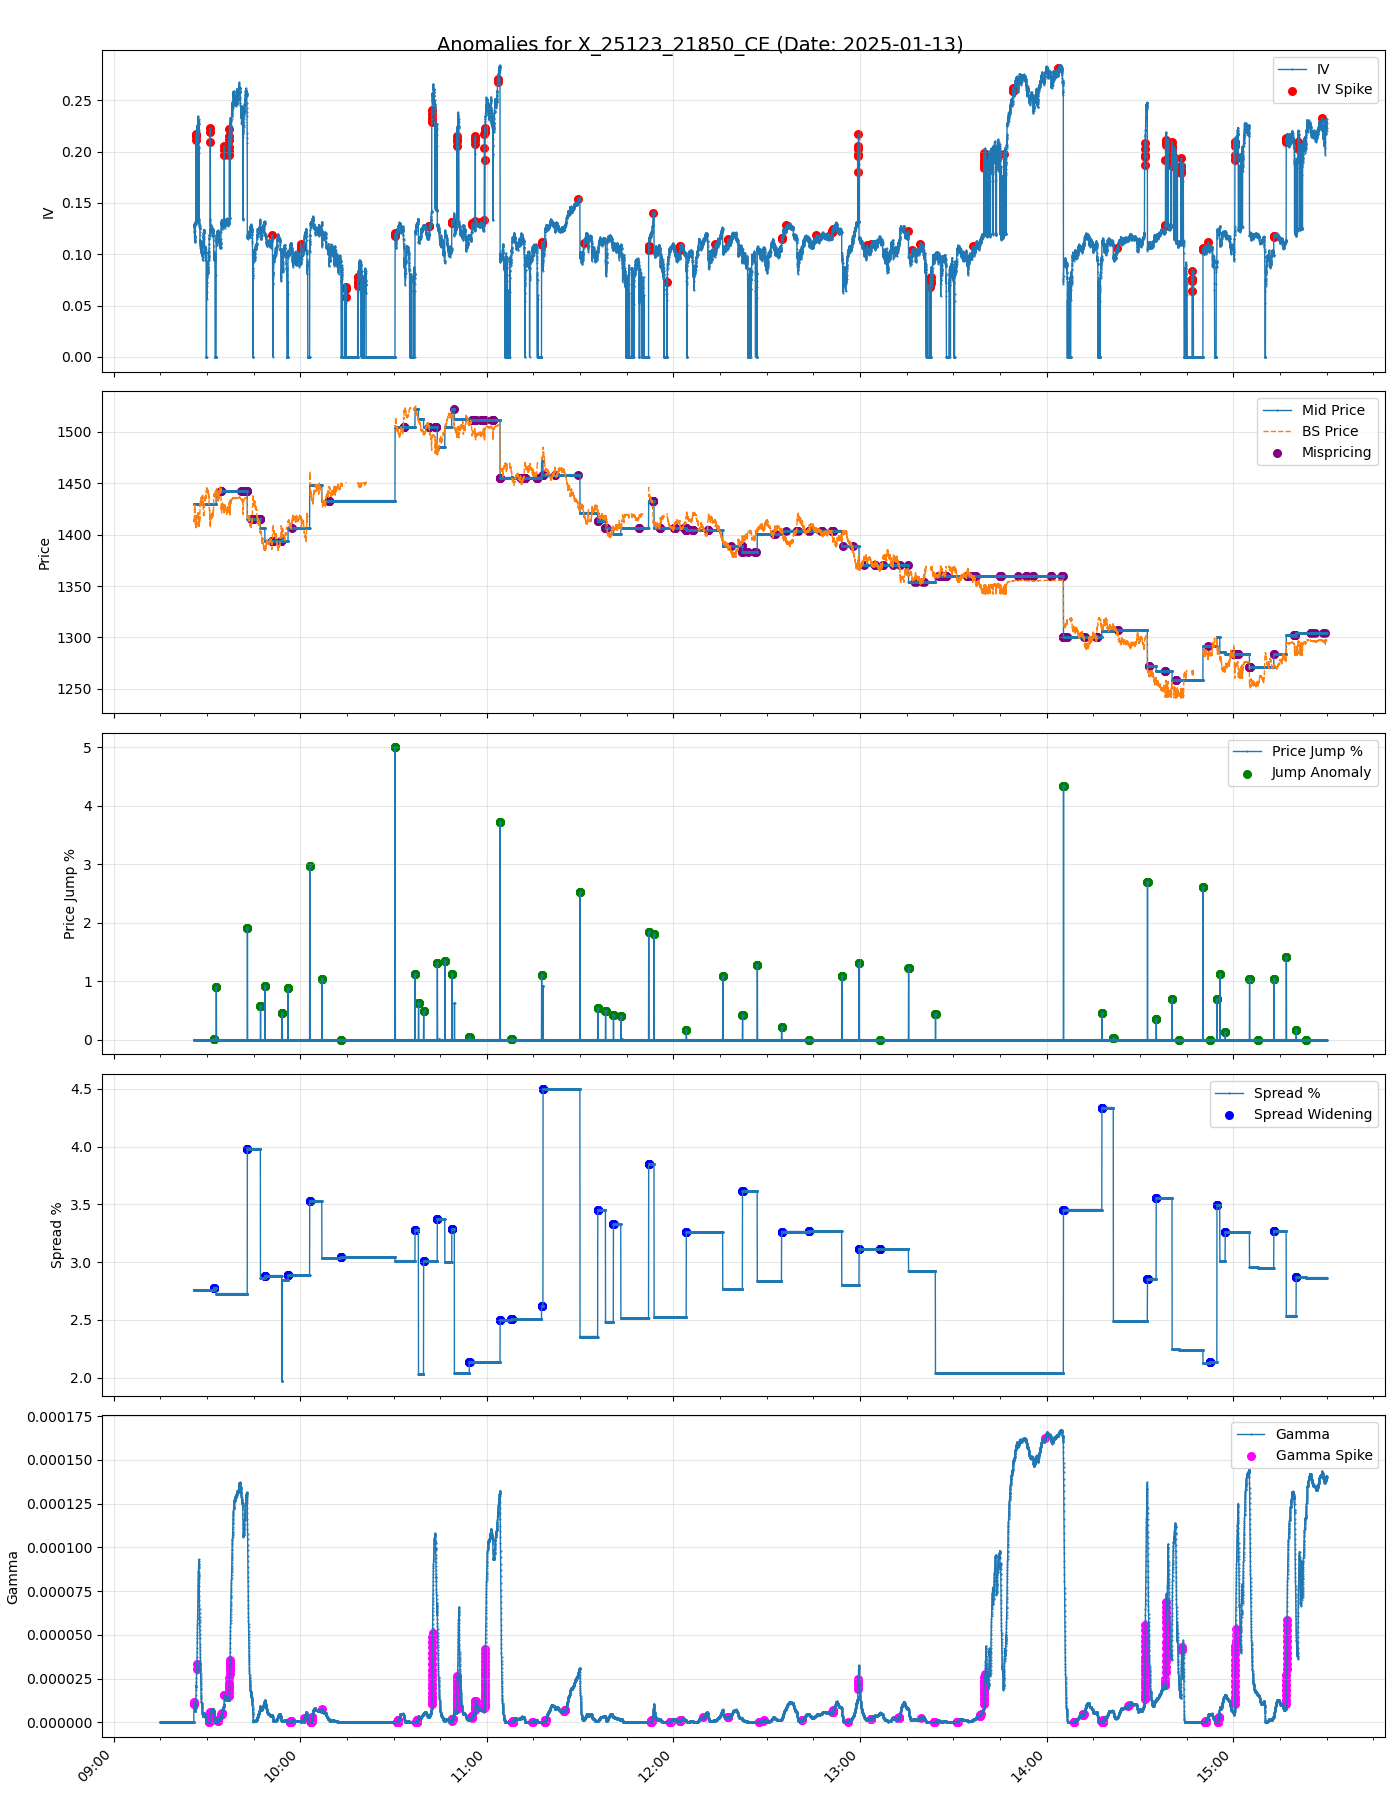 Anomalies for X_25123_21850_CE (Date: 2025-01-13)
IV
IV Spike
0.25
0.20
0.15
0.10
0.05
0.00
IV
Mid Price
BS Price
Mispricing
1500
1450
1400
1350
1300
1250
Price
Price Jump %
Jump Anomaly
5
4
3
2
1
0
Price Jump %
Spread %
Spread Widening
4.5
4.0
3.5
3.0
2.5
2.0
Spread %
Gamma
Gamma Spike
0.000175
0.000150
0.000125
0.000100
0.000075
0.000050
0.000025
0.000000
Gamma
09:00
10:00
11:00
12:00
13:00
14:00
15:00